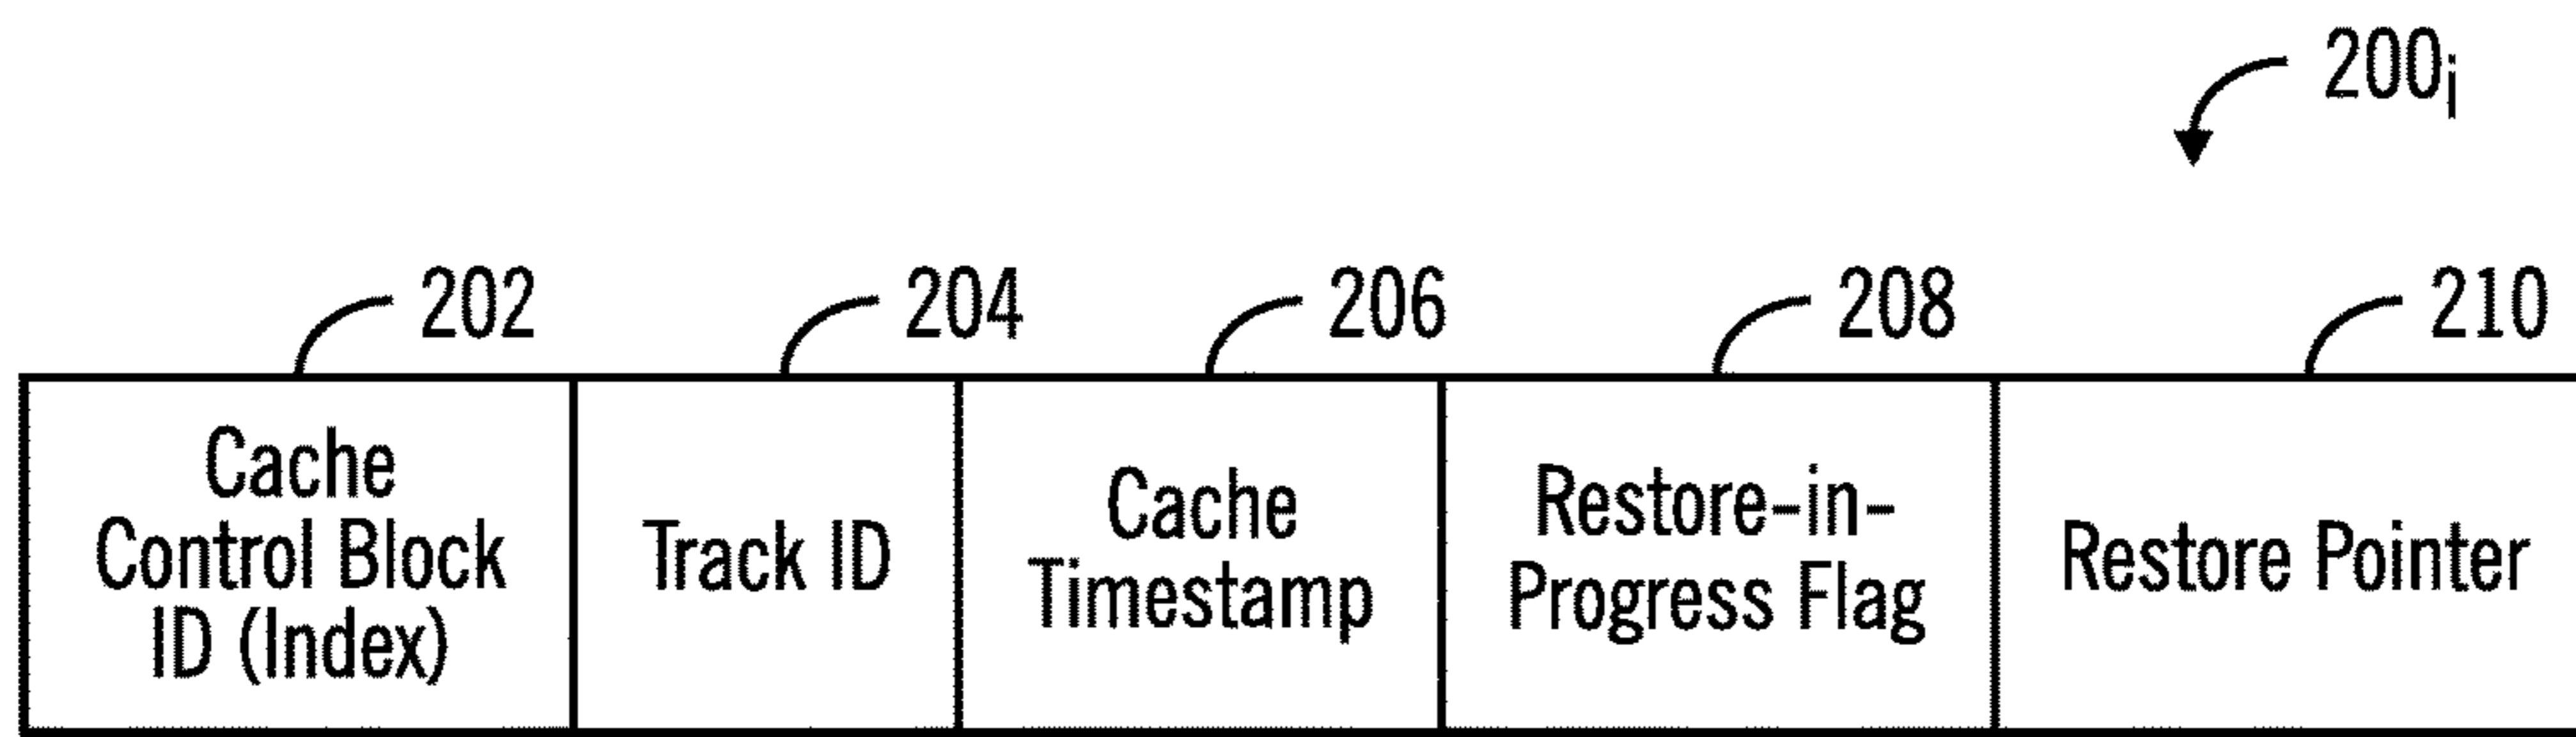 200i
202
204
206
208
210
Cache
Control Block
ID (Index)
Track ID
Cache
Timestamp
Restore-in-
Progress Flag
Restore Pointer